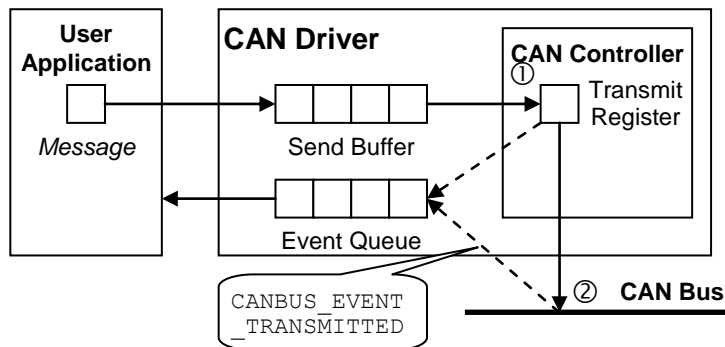 User
Application
Message
CAN Driver
CAN Controller
①
Transmit
Register
Send Buffer
Event Queue
CANBUS_EVENT
_TRANSMITTED
② CAN Bus